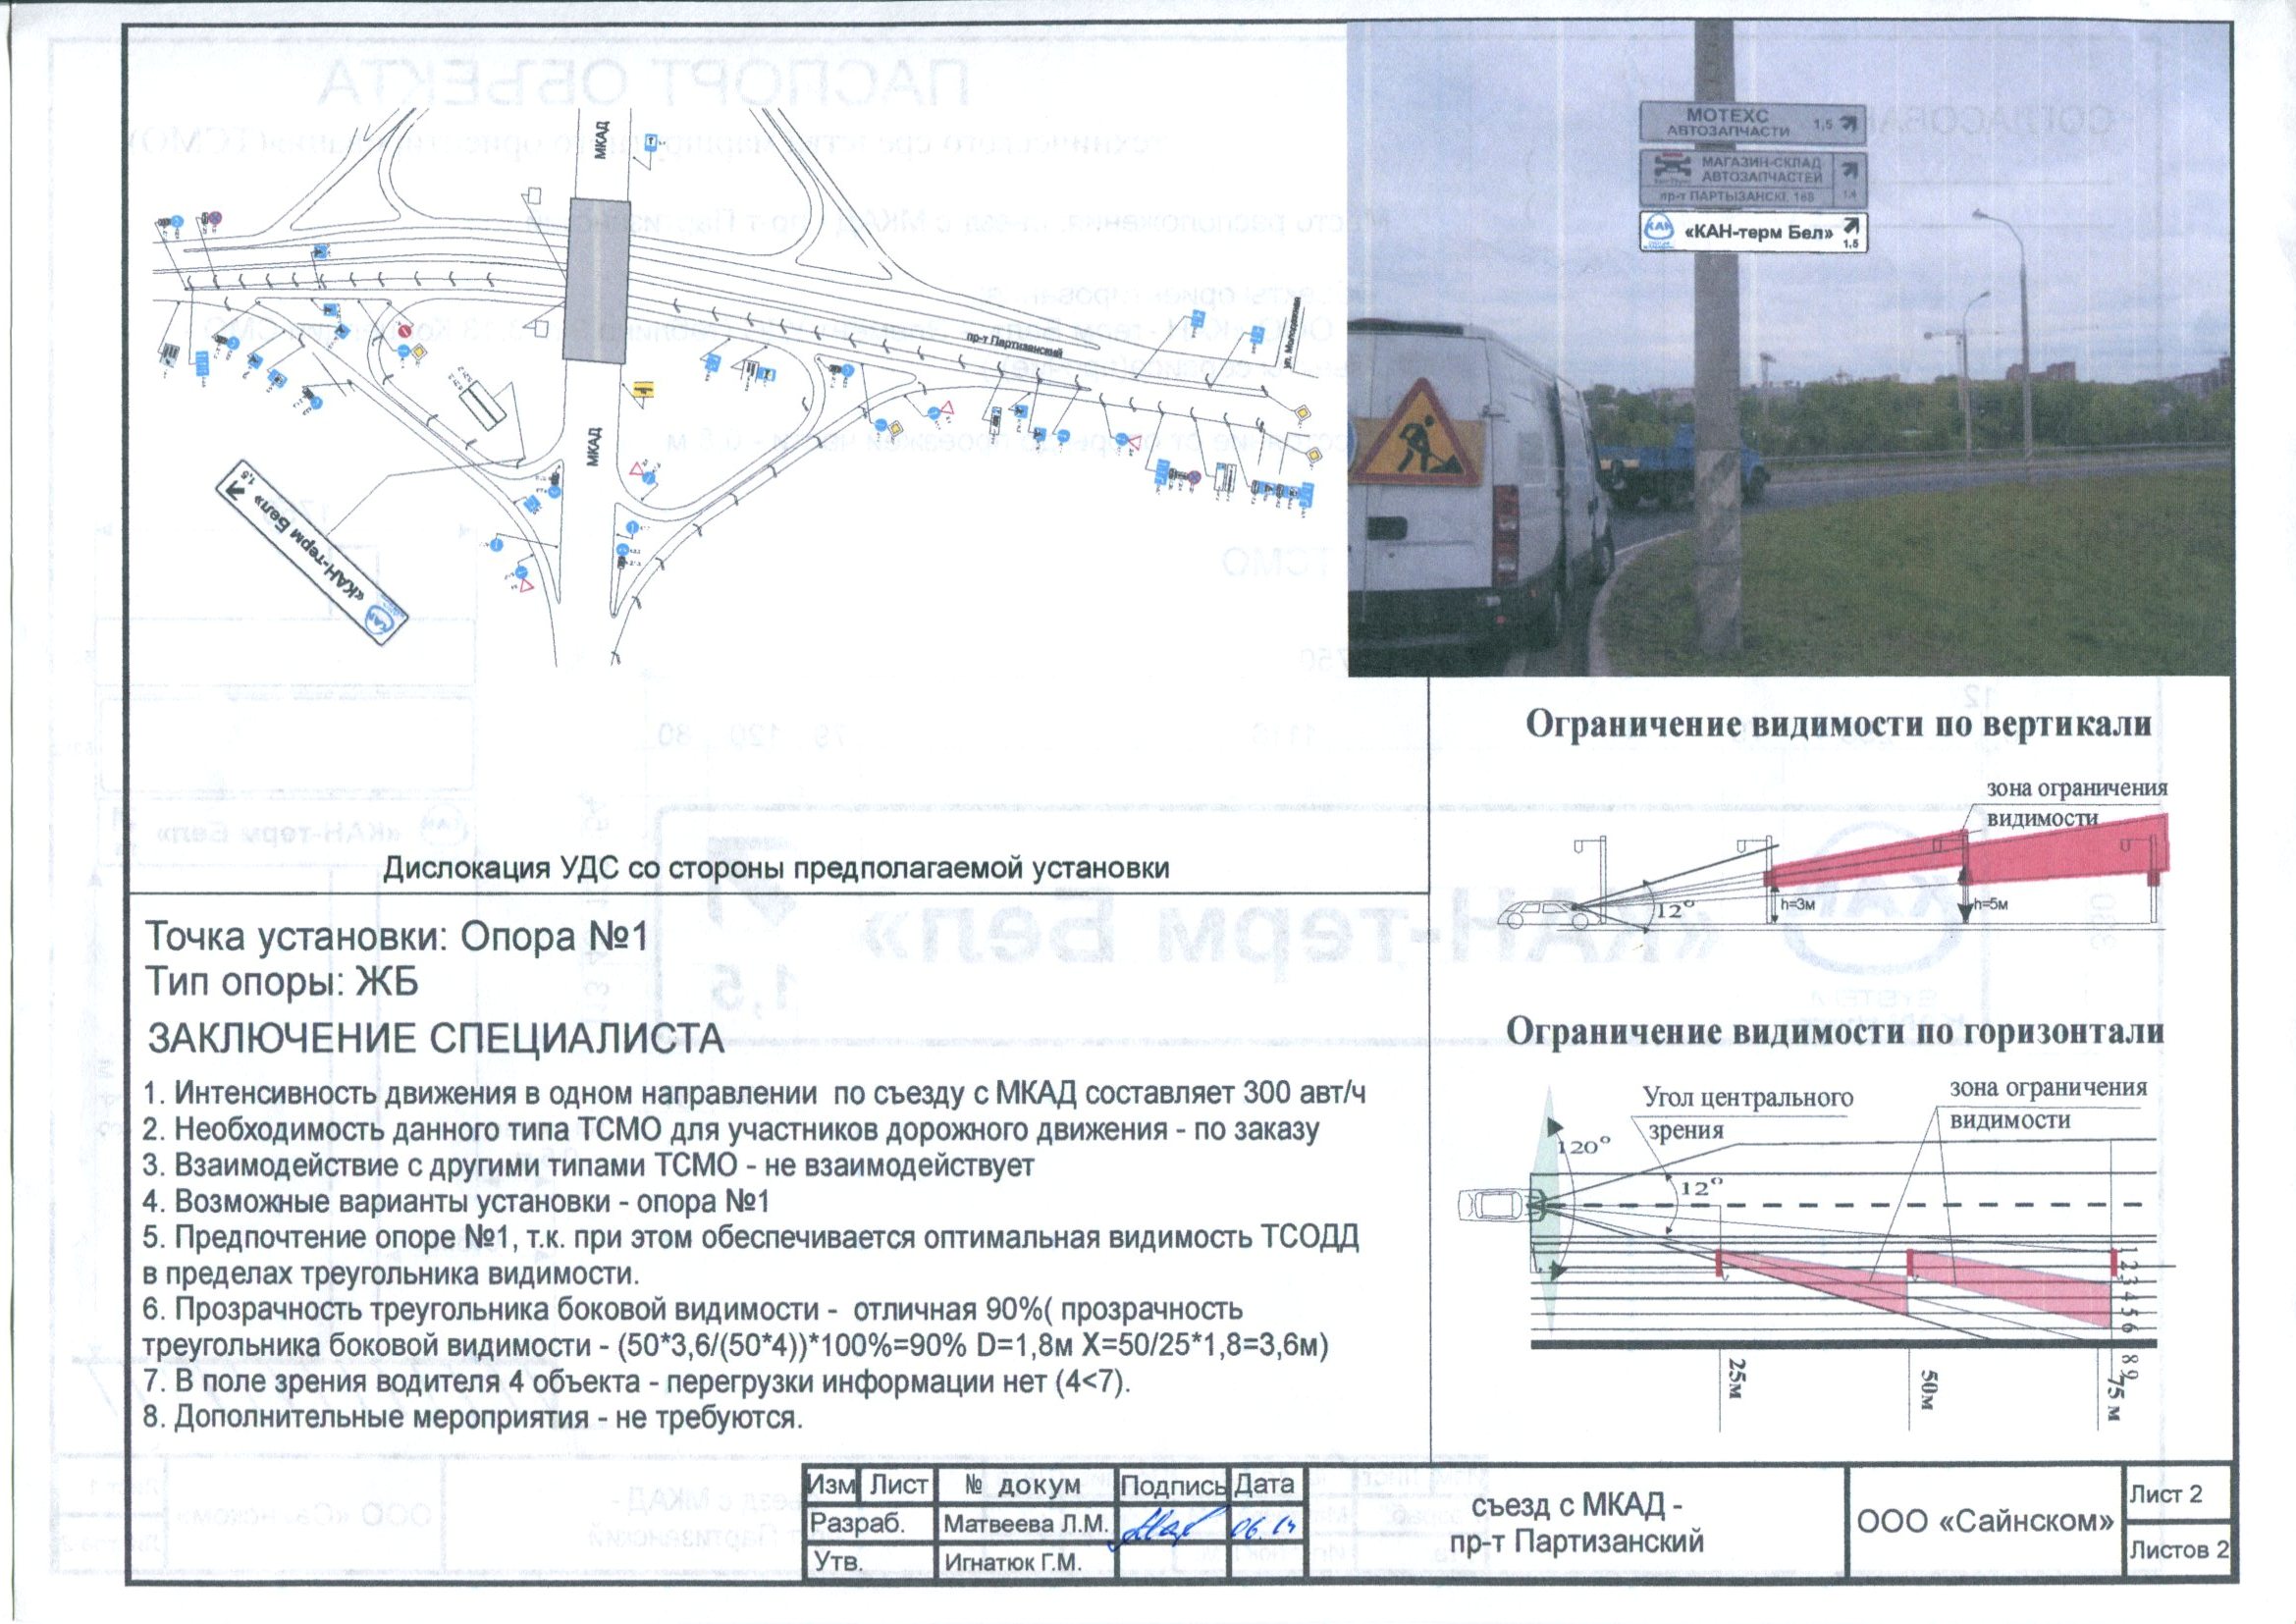 МКАД
МКАД
пр-т Партизанский
«КАН-терм Бел»
1,5
МОТЕХС
АВТОЗАПЧАСТИ
1,5
МАГАЗИН-СКЛАД
АВТОЗАПЧАСТЕЙ
пр-т ПАРТЫЗАНСКІ, 168
1,4
КАН
«КАН-терм Бел»
1,5
Дислокация УДС со стороны предполагаемой установки
Ограничение видимости по вертикали
зона ограничения
видимости
12°
h=3м
h=5м
Точка установки: Опора №1
Тип опоры: ЖБ
ЗАКЛЮЧЕНИЕ СПЕЦИАЛИСТА
1. Интенсивность движения в одном направлении по съезду с МКАД составляет 300 авт/ч
2. Необходимость данного типа ТСМО для участников дорожного движения - по заказу
3. Взаимодействие с другими типами ТСМО - не взаимодействует
4. Возможные варианты установки - опора №1
5. Предпочтение опоре №1, т.к. при этом обеспечивается оптимальная видимость ТСОДД
в пределах треугольника видимости.
6. Прозрачность треугольника боковой видимости - отличная 90%( прозрачность
треугольника боковой видимости - (50*3,6/(50*4))*100%=90% D=1,8м X=50/25*1,8=3,6м)
7. В поле зрения водителя 4 объекта - перегрузки информации нет (4<7).
8. Дополнительные мероприятия - не требуются.
Ограничение видимости по горизонтали
Угол центрального
зрения
зона ограничения
видимости
120°
12°
1 2 3 4 5 6 8 9
25м
50м
75 м
Изм Лист № докум Подпись Дата
Разраб. Матвеева Л.М.
Утв. Игнатюк Г.М.
съезд с МКАД -
пр-т Партизанский
ООО «Сайнском»
Лист 2
Листов 2